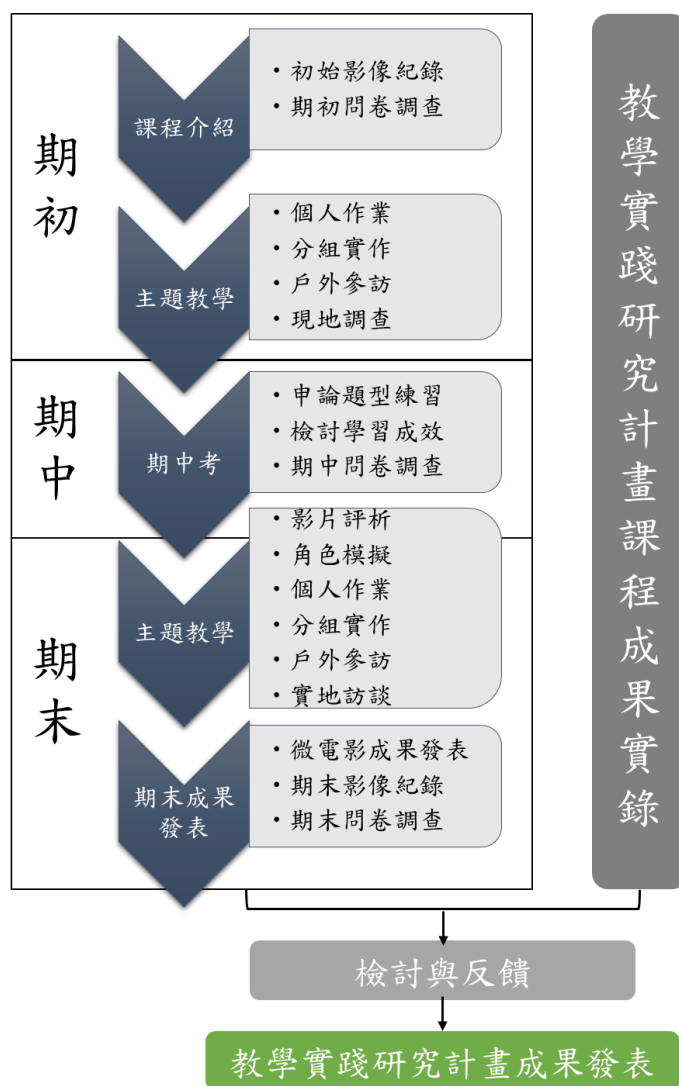 期初
課程介紹
・初始影像紀錄
・期初問卷調查
主題教學
・個人作業
・分組實作
・戶外參訪
・現地調查
期中
期中考
・申論題型練習
・檢討學習成效
・期中問卷調查
期末
主題教學
・影片評析
・角色模擬
・個人作業
・分組實作
・戶外參訪
・實地訪談
期末成果
發表
・微電影成果發表
・期末影像紀錄
・期末問卷調查
教學實踐研究計畫課程成果實錄
檢討與反饋
教學實踐研究計畫成果發表